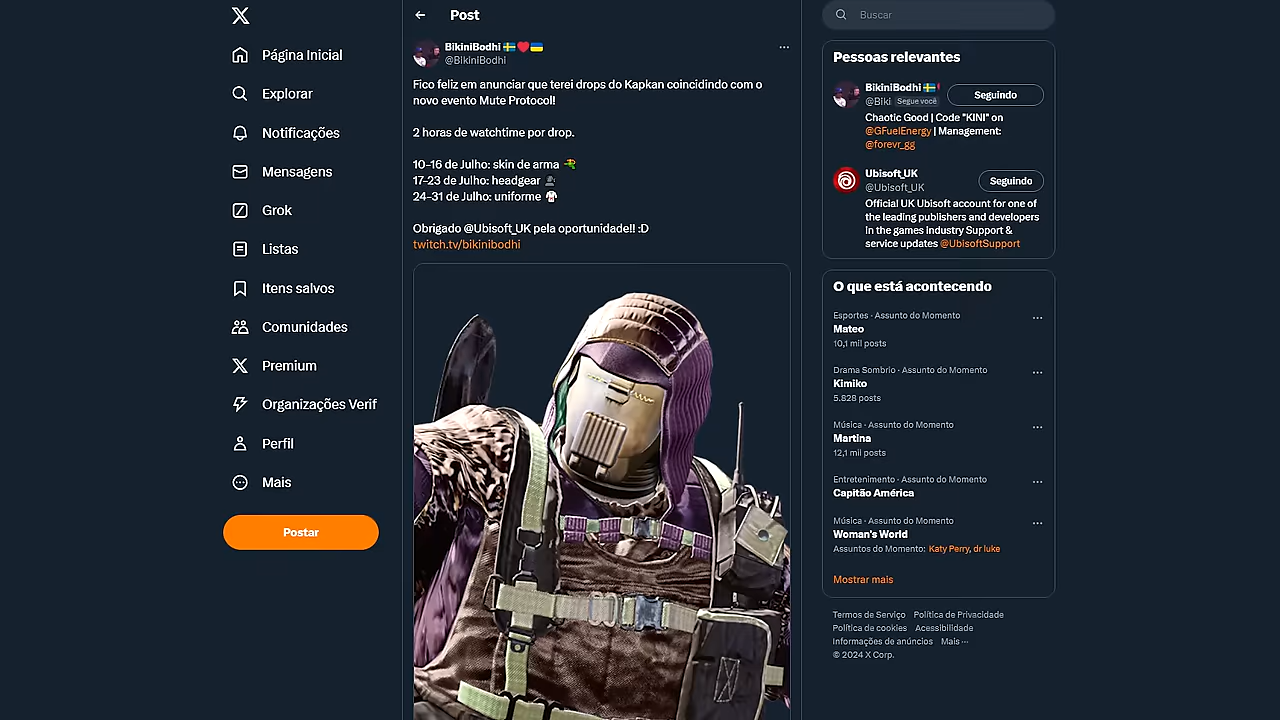 Página Inicial
Explorar
Notificações
Mensagens
Grok
Listas
Itens salvos
Comunidades
Premium
Organizações Verif
Perfil
Mais
Postar
Post
BikiniBodhi
@BikiniBodhi
Fico feliz em anunciar que terei drops do Kapkan coincidindo com o
novo evento Mute Protocol!
2 horas de watchtime por drop.
10-16 de Julho: skin de arma
17-23 de Julho: headgear
24-31 de Julho: uniforme
Obrigado @Ubisoft_UK pela oportunidade!! :D
twitch.tv/bikinibodhi
Buscar
Pessoas relevantes
BikiniBodhi
@Biki Segue você
Seguindo
Chaotic Good | Code "KINI" on
@GFuelEnergy | Management:
@forevr_gg
Ubisoft_UK
@Ubisoft_UK
Seguindo
Official UK Ubisoft account for one of
the leading publishers and developers
in the games industry Support &
service updates @UbisoftSupport
O que está acontecendo
Esportes · Assunto do Momento
Mateo
10,1 mil posts
Drama Sombrio · Assunto do Momento
Kimiko
5.828 posts
Música · Assunto do Momento
Martina
12,1 mil posts
Entretenimento · Assunto do Momento
Capitão América
Música · Assunto do Momento
Woman's World
Assuntos do Momento: Katy Perry, dr luke
Mostrar mais
Termos de Serviço Política de Privacidade
Política de cookies Acessibilidade
Informações de anúncios Mais ···
© 2024 X Corp.